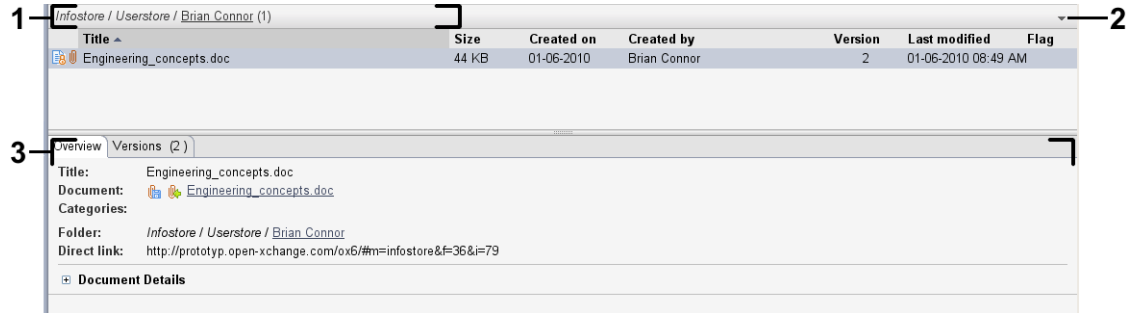 1 Infostore / Userstore / Brian Connor (1) 2
Title Size Created on Created by Version Last modified Flag
Engineering_concepts.doc 44 KB 01-06-2010 Brian Connor 2 01-06-2010 08:49 AM
3 Overview Versions (2 )
Title: Engineering_concepts.doc
Document: Engineering_concepts.doc
Categories:
Folder: Infostore / Userstore / Brian Connor
Direct link: http://prototyp.open-xchange.com/ox6/#m=infostore&f=36&i=79
Document Details